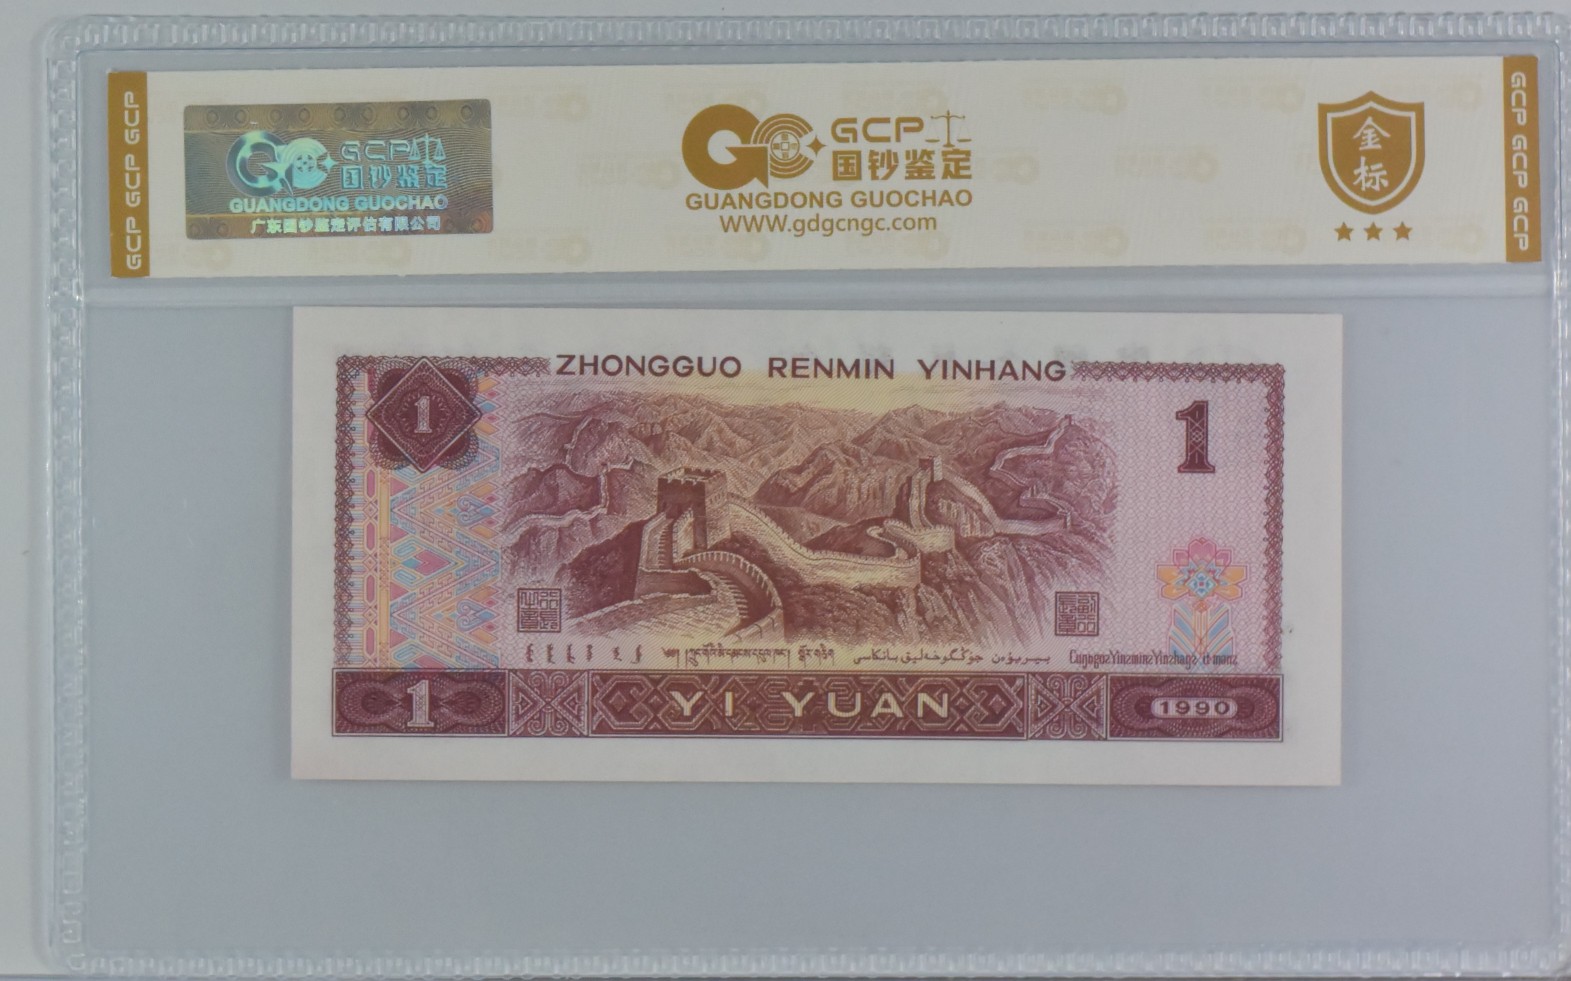 GCP GCP GCP
GCP
国钞鉴定
GUANGDONG GUOCHAO
广东国钞鉴定评估有限公司
GCP
国钞鉴定
GUANGDONG GUOCHAO
WWW.gdgcngc.com
金标
GCP GCP GCP
ZHONGGUO RENMIN YINHANG
1
1
1
YI YUAN
1990